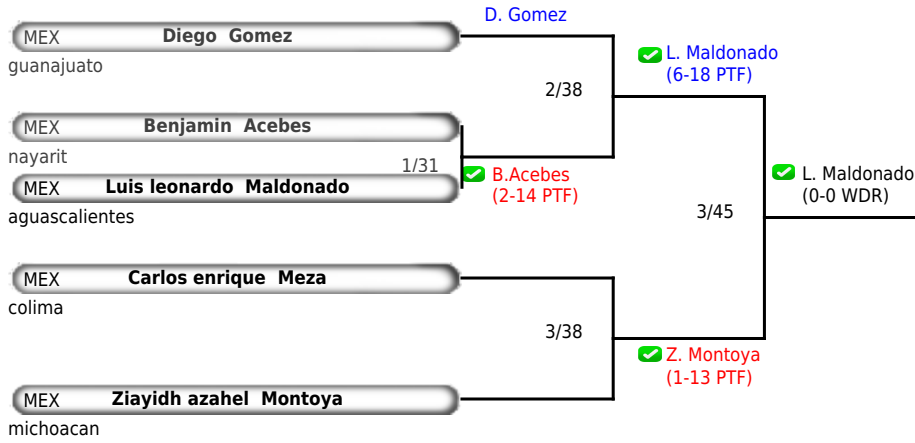 D. Gomez
MEX Diego Gomez
guanajuato
L. Maldonado
(6-18 PTF)
2/38
MEX Benjamin Acebes
nayarit
1/31
B.Acebes
(2-14 PTF)
MEX Luis leonardo Maldonado
aguascalientes
L. Maldonado
(0-0 WDR)
3/45
MEX Carlos enrique Meza
colima
3/38
Z. Montoya
(1-13 PTF)
MEX Ziayidh azahel Montoya
michoacan